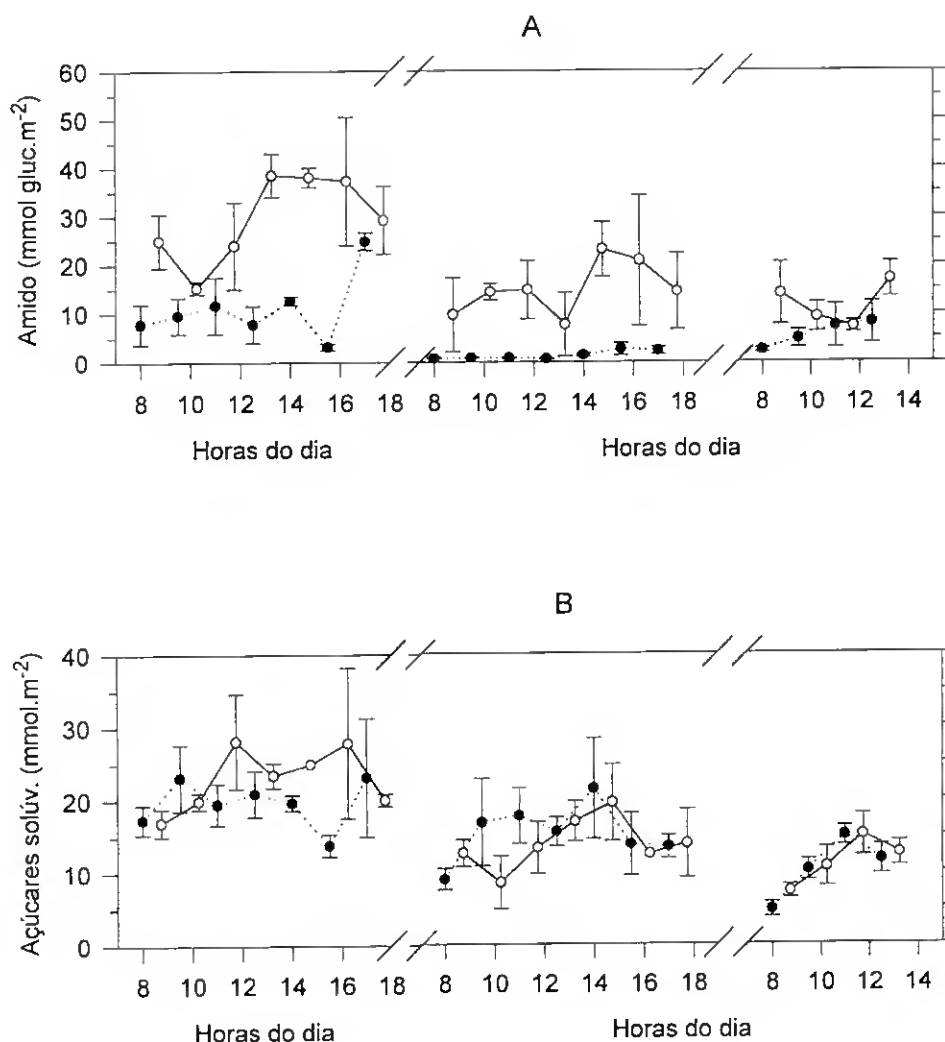 A
Amido (mmol gluc.m-2)
60
50
40
30
20
10
0
8 10 12 14 16 18 8 10 12 14 16 18 8 10 12 14
Horas do dia Horas do dia
B
Açúcares solúv. (mmol.m-2)
40
30
20
10
0
8 10 12 14 16 18 8 10 12 14 16 18 8 10 12 14
Horas do dia Horas do dia